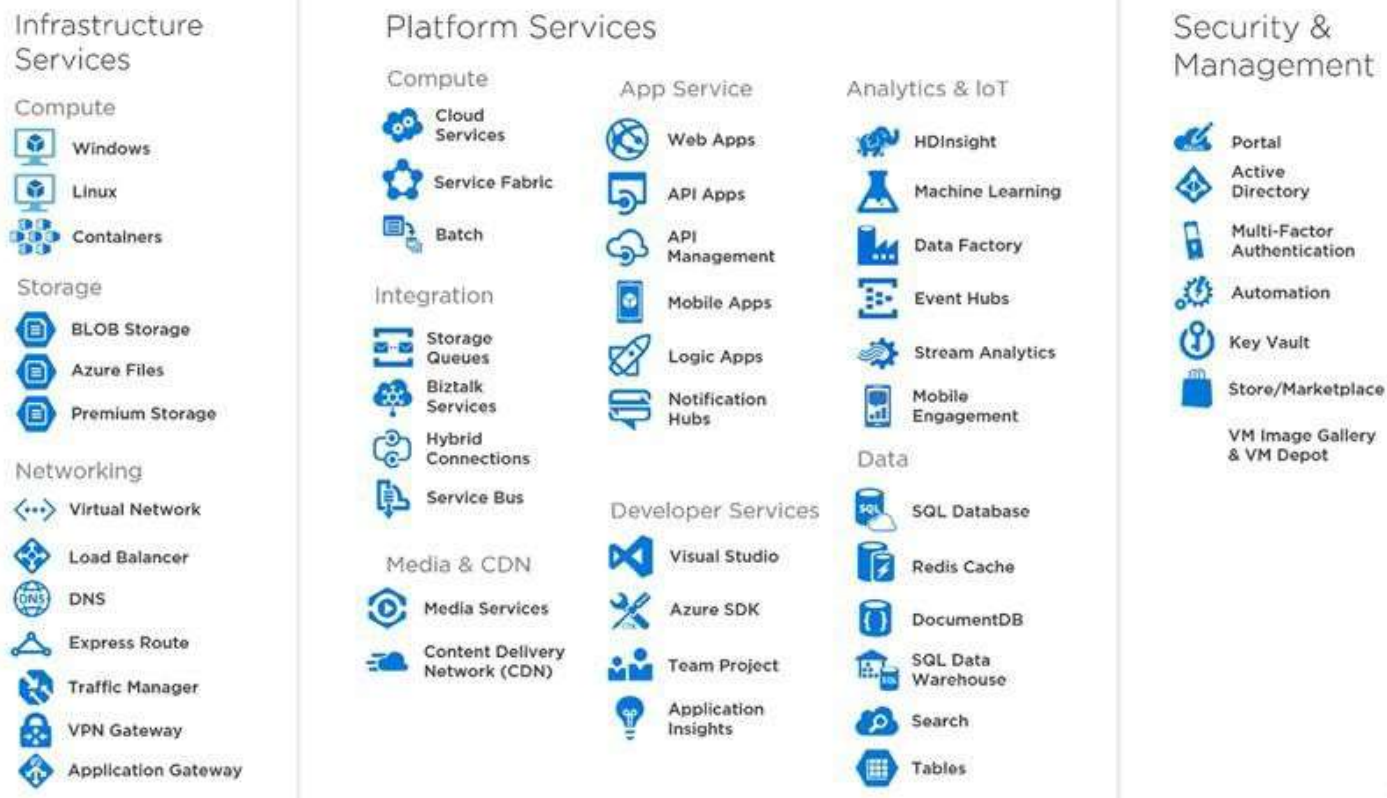 Infrastructure
Services
Compute
Windows
Linux
Containers
Storage
BLOB Storage
Azure Files
Premium Storage
Networking
Virtual Network
Load Balancer
DNS
DNS
Express Route
Traffic Manager
VPN Gateway
Application Gateway
Platform Services
Compute
Cloud
Services
Service Fabric
Batch
Integration
Storage
Queues
Biztalk
Services
Hybrid
Connections
Service Bus
Media & CDN
Media Services
Content Delivery
Network (CDN)
App Service
Web Apps
API Apps
API
Management
Mobile Apps
Logic Apps
Notification
Hubs
Developer Services
Visual Studio
Azure SDK
Team Project
Application
Insights
Analytics & IoT
HDInsight
Machine Learning
Data Factory
Event Hubs
Stream Analytics
Mobile
Engagement
Data
SQL
SQL Database
Redis Cache
DocumentDB
SQL
SQL Data
Warehouse
Search
Tables
Security &
Management
Portal
Active
Directory
Multi-Factor
Authentication
Automation
Key Vault
Store/Marketplace
VM Image Gallery
& VM Depot